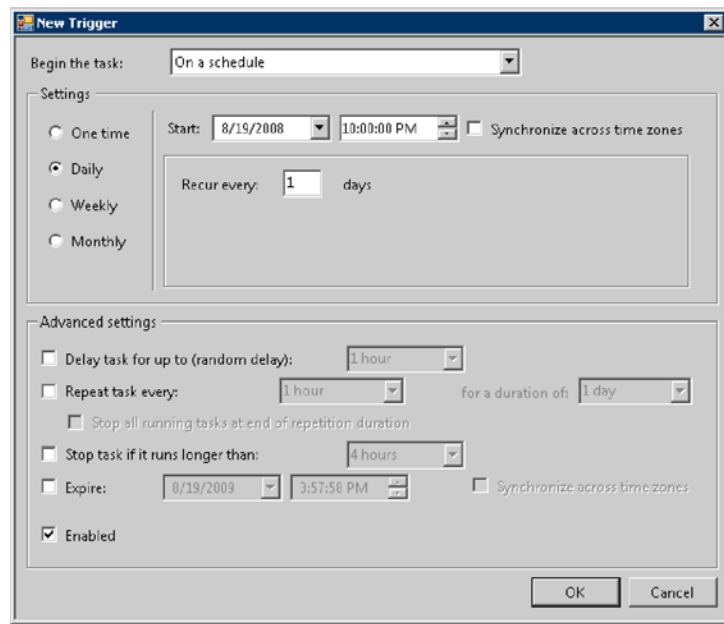 New Trigger
Begin the task: On a schedule
Settings
One time
Start: 8/19/2008 10:00:00 PM Synchronize across time zones
Daily
Recur every: 1 days
Weekly
Monthly
Advanced settings
Delay task for up to (random delay): 1 hour
Repeat task every: 1 hour for a duration of: 1 day
Stop all running tasks at end of repetition duration
Stop task if it runs longer than: 4 hours
Expire: 8/19/2009 3:57:58 PM Synchronize across time zones
Enabled
OK Cancel